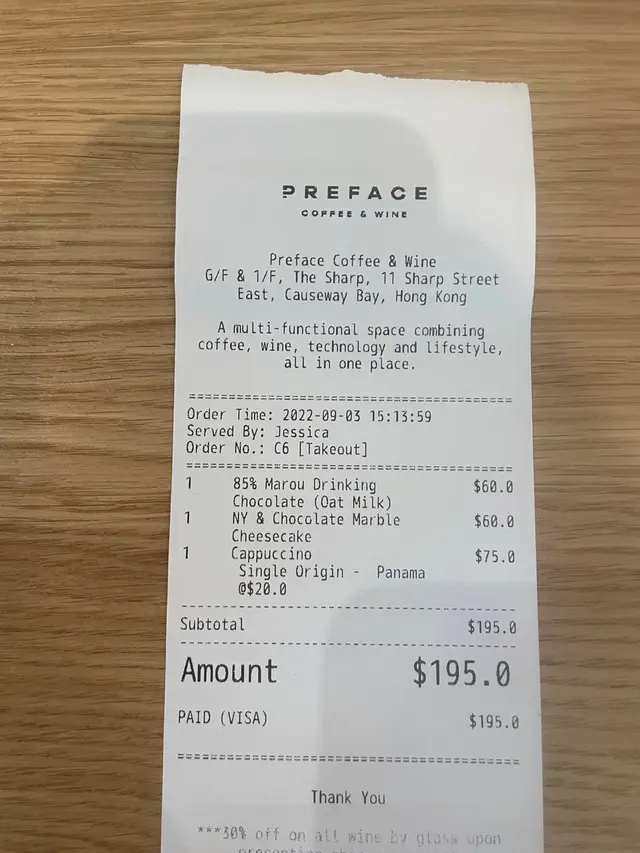 PREFACE
COFFEE & WINE
Preface Coffee & Wine
G/F & 1/F, The Sharp, 11 Sharp Street
East, Causeway Bay, Hong Kong
A multi-functional space combining
coffee, wine, technology and lifestyle,
all in one place.
Order Time: 2022-09-03 15:13:59
Served By: Jessica
Order No.: C6 [Takeout]
1 85% Marou Drinking $60.0
Chocolate (Oat Milk)
1 NY & Chocolate Marble $60.0
Cheesecake
1 Cappuccino $75.0
Single Origin - Panama
@$20.0
Subtotal $195.0
Amount $195.0
PAID (VISA) $195.0
Thank You
***30% off on all wine by glass upon